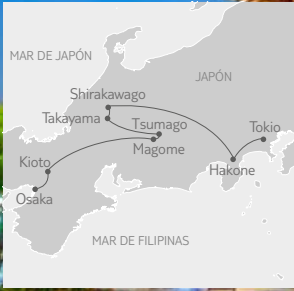 MAR DE JAPÓN
JAPÓN
Shirakawago
Takayama
Tsumago
Tokio
Magome
Kioto
Hakone
Osaka
MAR DE FILIPINAS